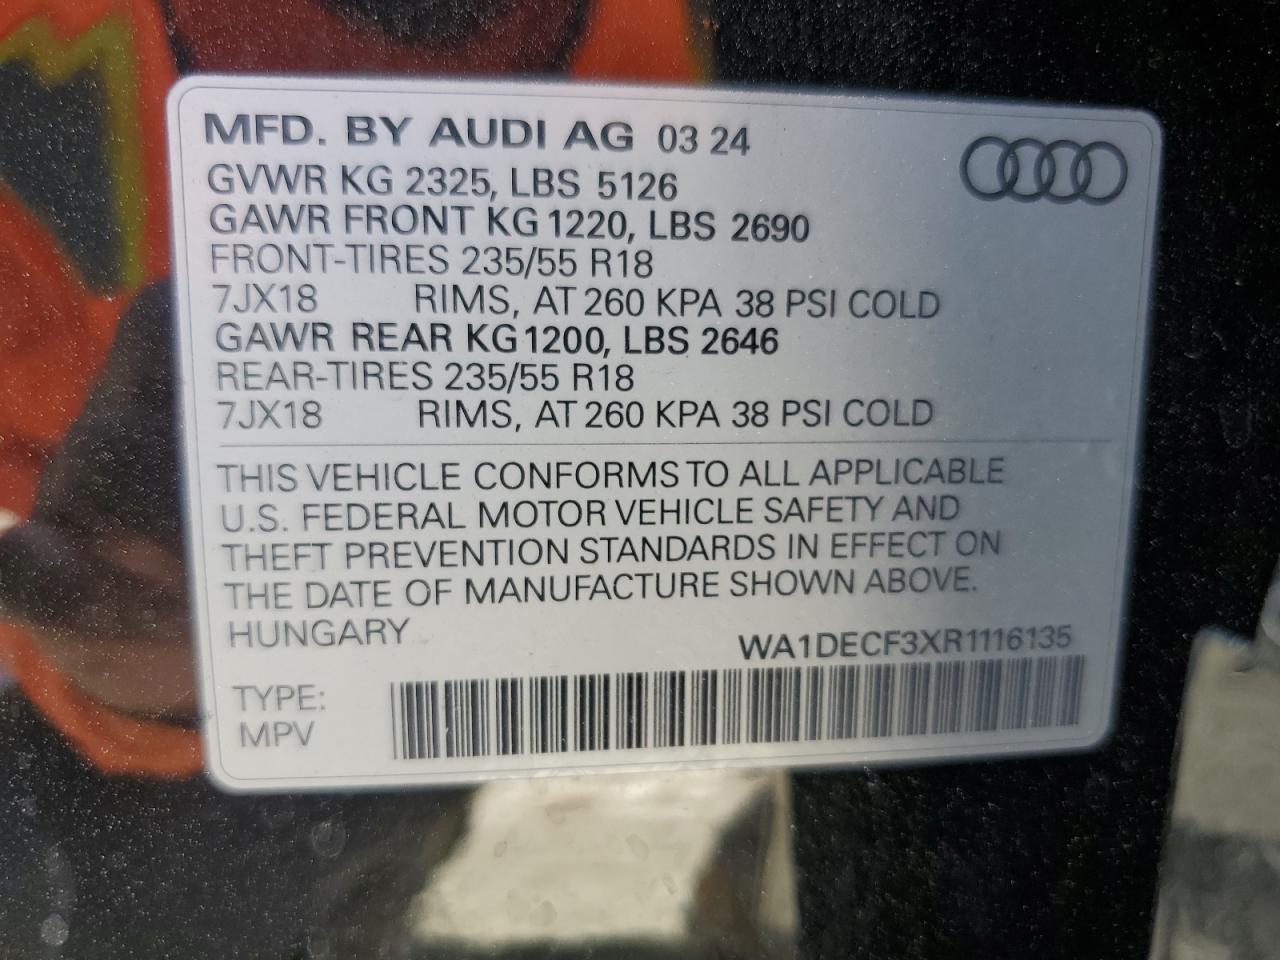 MFD. BY AUDI AG 03 24
GVWR KG 2325, LBS 5126
GAWR FRONT KG 1220, LBS 2690
FRONT-TIRES 235/55 R18
7JX18 RIMS, AT 260 KPA 38 PSI COLD
GAWR REAR KG 1200, LBS 2646
REAR-TIRES 235/55 R18
7JX18 RIMS, AT 260 KPA 38 PSI COLD
THIS VEHICLE CONFORMS TO ALL APPLICABLE
U.S. FEDERAL MOTOR VEHICLE SAFETY AND
THEFT PREVENTION STANDARDS IN EFFECT ON
THE DATE OF MANUFACTURE SHOWN ABOVE.
HUNGARY WA1DECF3XR1116135
TYPE:
MPV